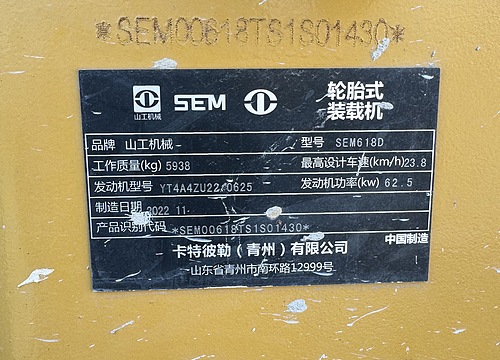 *SEM00618TS1S01430*
山工机械 SEM
轮胎式
装载机
品牌 山工机械 型号 SEM618D
工作质量(kg) 5938 最高设计车速(km/h) 23.8
发动机型号 YT4A4ZU22/0625 发动机功率(kw) 62.5
制造日期 2022 11
产品识别代码 *SEM00618TS1S01430*
中国制造
卡特彼勒(青州)有限公司
山东省青州市南环路12999号